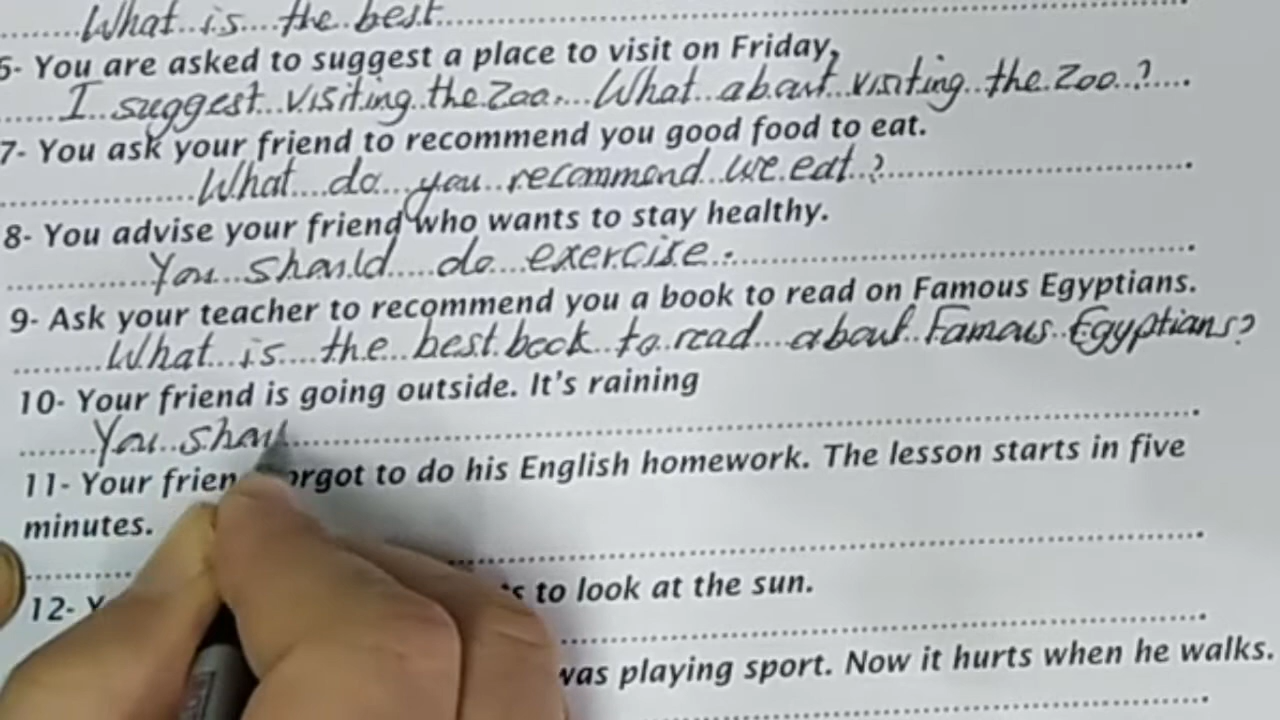 What is the best
6- You are asked to suggest a place to visit on Friday,
I suggest visiting the Zoo. What about visiting the Zoo?
7- You ask your friend to recommend you good food to eat.
What do you recommend we eat?
8- You advise your friend who wants to stay healthy.
You should do exercise.
9- Ask your teacher to recommend you a book to read on Famous Egyptians.
What is the best book to read about Famous Egyptians?
10- Your friend is going outside. It's raining
You shou
11- Your frien orgot to do his English homework. The lesson starts in five
minutes.
12- Y to look at the sun.
was playing sport. Now it hurts when he walks.